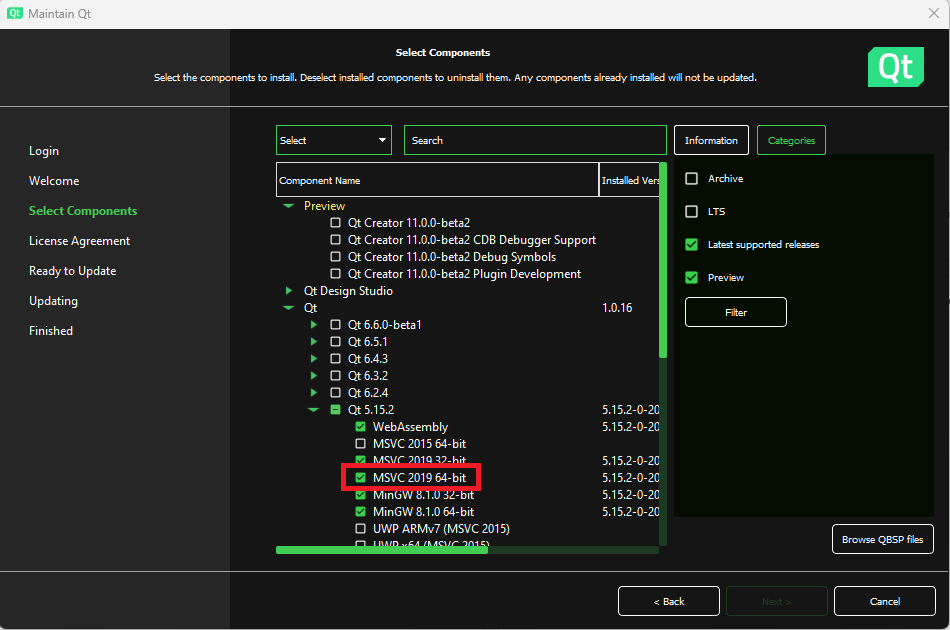 Qt Maintain Qt
Select Components
Select the components to install. Deselect installed components to uninstall them. Any components already installed will not be updated.
Qt
Login
Welcome
Select Components
License Agreement
Ready to Update
Updating
Finished
Select
Search
Information
Categories
Component Name
Installed Vers
Preview
Qt Creator 11.0.0-beta2
Qt Creator 11.0.0-beta2 CDB Debugger Support
Qt Creator 11.0.0-beta2 Debug Symbols
Qt Creator 11.0.0-beta2 Plugin Development
Qt Design Studio
Qt 1.0.16
Qt 6.6.0-beta1
Qt 6.5.1
Qt 6.4.3
Qt 6.3.2
Qt 6.2.4
Qt 5.15.2 5.15.2-0-20
WebAssembly 5.15.2-0-20
MSVC 2015 64-bit
MSVC 2019 32-bit 5.15.2-0-20
MSVC 2019 64-bit 5.15.2-0-20
MinGW 8.1.0 32-bit 5.15.2-0-20
MinGW 8.1.0 64-bit 5.15.2-0-20
UWP ARMv7 (MSVC 2015)
UWP x64 (MSVC 2015)
Archive
LTS
Latest supported releases
Preview
Filter
Browse QBSP files
< Back
Next >
Cancel